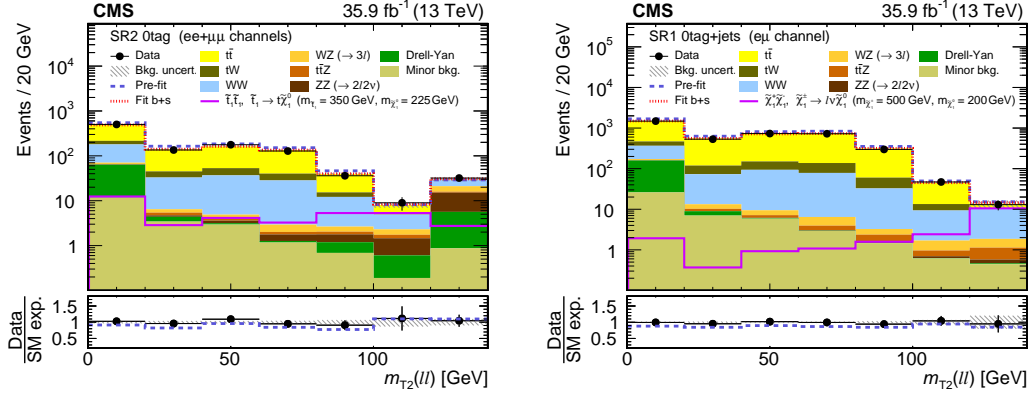 CMS 35.9 fb⁻¹ (13 TeV)
Events / 20 GeV
10⁴
10³
10²
10
1
SR2 0tag (ee+μμ channels)
Data tt̄ WZ (→ 3l) Drell-Yan
Bkg. uncert. tW tt̄Z Minor bkg.
Pre-fit WW ZZ (→ 2l2ν)
Fit b+s t̃₁t̃₁, t̃₁ → tχ̃₁⁰ (m_t̃₁ = 350 GeV, m_χ̃₁⁰ = 225 GeV)
Data
SM exp.
1.5
1
0.5
0 50 100
m_T2(ll) [GeV]
CMS 35.9 fb⁻¹ (13 TeV)
Events / 20 GeV
10⁵
10⁴
10³
10²
10
1
SR1 0tag+jets (eμ channel)
Data tt̄ WZ (→ 3l) Drell-Yan
Bkg. uncert. tW tt̄Z Minor bkg.
Pre-fit WW ZZ (→ 2l2ν)
Fit b+s χ̃₁⁺χ̃₁⁻, χ̃₁± → lνχ̃₁⁰ (m_χ̃₁± = 500 GeV, m_χ̃₁⁰ = 200 GeV)
Data
SM exp.
1.5
1
0.5
0 50 100
m_T2(ll) [GeV]